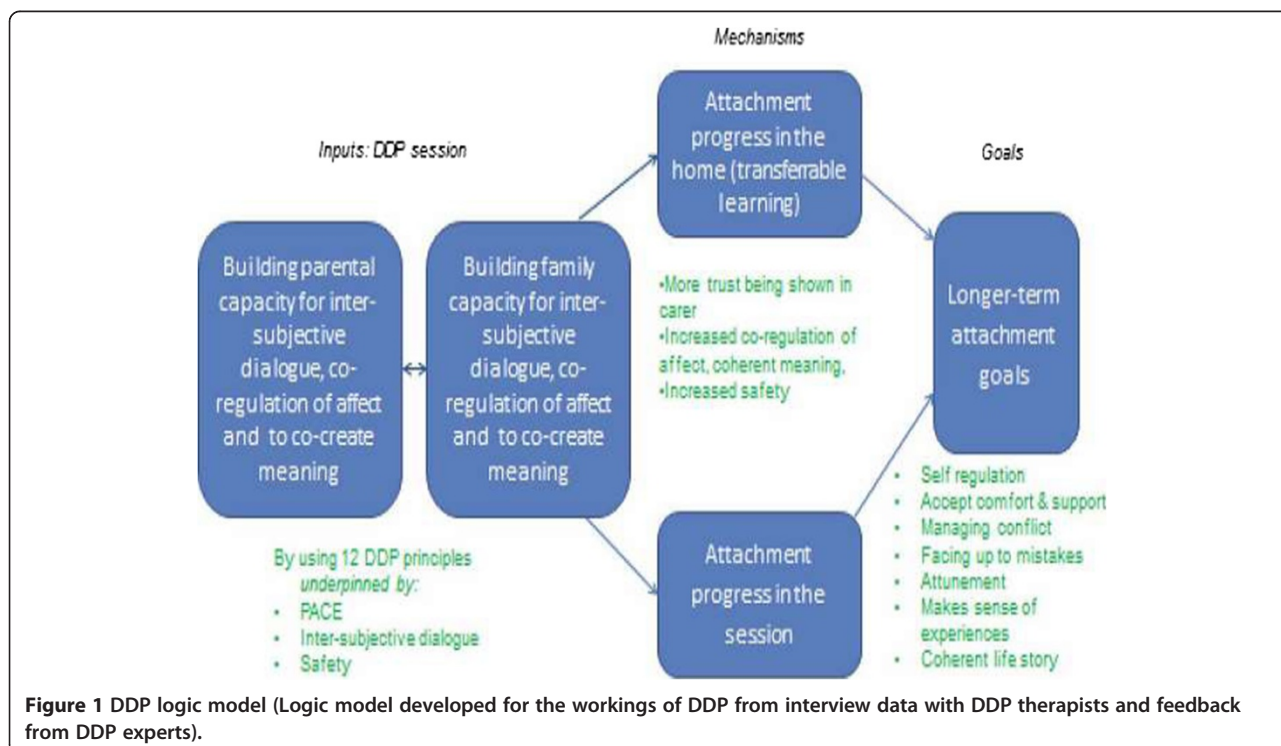 Mechanisms
Inputs: DDP session
Goals
Building parental
capacity for inter-
subjective
dialogue, co-
regulation of affect
and to co-create
meaning
Building family
capacity for inter-
subjective
dialogue, co-
regulation of affect
and to co-create
meaning
By using 12 DDP principles
underpinned by:
• PACE
• Inter-subjective dialogue
• Safety
Attachment
progress in the
home (transferrable
learning)
•More trust being shown in
carer
•Increased co-regulation of
affect, coherent meaning,
•Increased safety
Attachment
progress in the
session
Longer-term
attachment
goals
• Self regulation
• Accept comfort & support
• Managing conflict
• Facing up to mistakes
• Attunement
• Makes sense of
experiences
• Coherent life story
Figure 1 DDP logic model (Logic model developed for the workings of DDP from interview data with DDP therapists and feedback
from DDP experts).